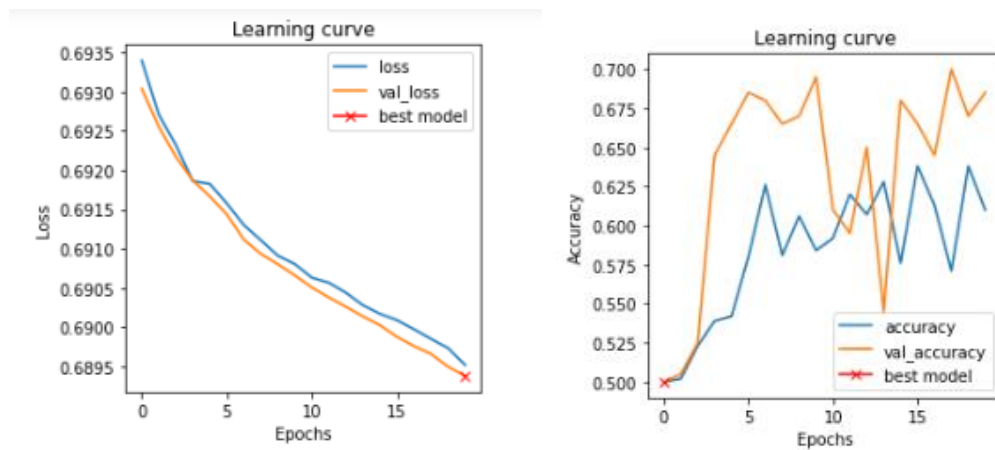 Learning curve
0.6935
0.6930
0.6925
0.6920
0.6915
0.6910
0.6905
0.6900
0.6895
Loss
loss
val_loss
best model
0 5 10 15
Epochs
Learning curve
0.700
0.675
0.650
0.625
0.600
0.575
0.550
0.525
0.500
Accuracy
accuracy
val_accuracy
best model
0 5 10 15
Epochs